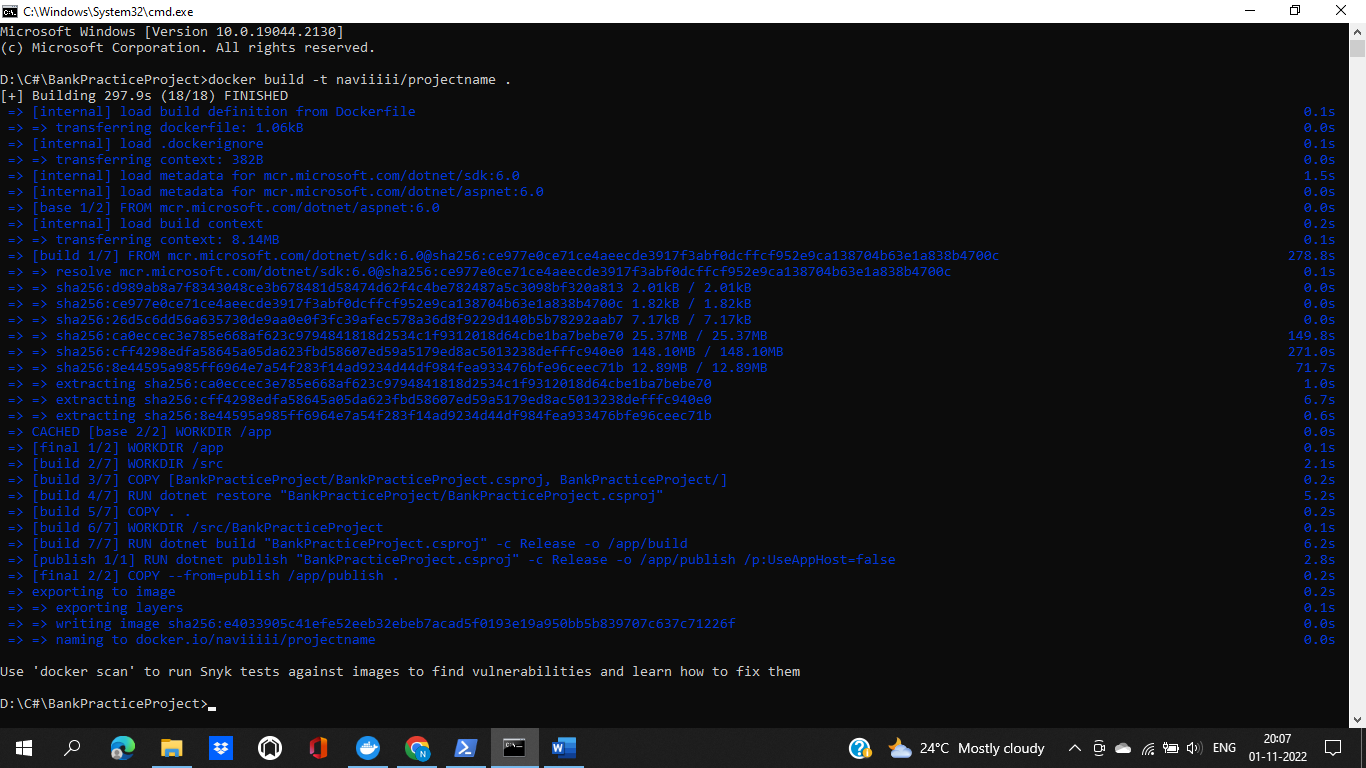 C:\Windows\System32\cmd.exe
Microsoft Windows [Version 10.0.19044.2130]
(c) Microsoft Corporation. All rights reserved.
D:\C#\BankPracticeProject>docker build -t naviiiii/projectname .
[+] Building 297.9s (18/18) FINISHED
=> [internal] load build definition from Dockerfile 0.1s
=> => transferring dockerfile: 1.06kB 0.0s
=> [internal] load .dockerignore 0.1s
=> => transferring context: 382B 0.0s
=> [internal] load metadata for mcr.microsoft.com/dotnet/sdk:6.0 1.5s
=> [internal] load metadata for mcr.microsoft.com/dotnet/aspnet:6.0 0.0s
=> [base 1/2] FROM mcr.microsoft.com/dotnet/aspnet:6.0 0.0s
=> [internal] load build context 0.2s
=> => transferring context: 8.14MB 0.1s
=> [build 1/7] FROM mcr.microsoft.com/dotnet/sdk:6.0@sha256:ce977e0ce71ce4aeecde3917f3abf0dcffcf952e9ca138704b63e1a838b4700c 278.8s
=> => resolve mcr.microsoft.com/dotnet/sdk:6.0@sha256:ce977e0ce71ce4aeecde3917f3abf0dcffcf952e9ca138704b63e1a838b4700c 0.1s
=> => sha256:d989ab8a7f8343048ce3b678481d58474d62f4c4be782487a5c3098bf320a813 2.01kB / 2.01kB 0.0s
=> => sha256:ce977e0ce71ce4aeecde3917f3abf0dcffcf952e9ca138704b63e1a838b4700c 1.82kB / 1.82kB 0.0s
=> => sha256:26d5c6dd56a635730de9aa0e0f3fc39afec578a36d8f9229d140b5b78292aab7 7.17kB / 7.17kB 0.0s
=> => sha256:ca0eccec3e785e668af623c9794841818d2534c1f9312018d64cbe1ba7bebe70 25.37MB / 25.37MB 149.8s
=> => sha256:cff4298edfa58645a05da623fbd58607ed59a5179ed8ac5013238defffc940e0 148.10MB / 148.10MB 271.0s
=> => sha256:8e44595a985ff6964e7a54f283f14ad9234d44df984fea933476bfe96ceec71b 12.89MB / 12.89MB 71.7s
=> => extracting sha256:ca0eccec3e785e668af623c9794841818d2534c1f9312018d64cbe1ba7bebe70 1.0s
=> => extracting sha256:cff4298edfa58645a05da623fbd58607ed59a5179ed8ac5013238defffc940e0 6.7s
=> => extracting sha256:8e44595a985ff6964e7a54f283f14ad9234d44df984fea933476bfe96ceec71b 0.6s
=> CACHED [base 2/2] WORKDIR /app 0.0s
=> [final 1/2] WORKDIR /app 0.1s
=> [build 2/7] WORKDIR /src 2.1s
=> [build 3/7] COPY [BankPracticeProject/BankPracticeProject.csproj, BankPracticeProject/] 0.2s
=> [build 4/7] RUN dotnet restore "BankPracticeProject/BankPracticeProject.csproj" 5.2s
=> [build 5/7] COPY . . 0.2s
=> [build 6/7] WORKDIR /src/BankPracticeProject 0.1s
=> [build 7/7] RUN dotnet build "BankPracticeProject.csproj" -c Release -o /app/build 6.2s
=> [publish 1/1] RUN dotnet publish "BankPracticeProject.csproj" -c Release -o /app/publish /p:UseAppHost=false 2.8s
=> [final 2/2] COPY --from=publish /app/publish . 0.2s
=> exporting to image 0.2s
=> => exporting layers 0.1s
=> => writing image sha256:e4033905c41efe52eeb32ebeb7acad5f0193e19a950bb5b839707c637c71226f 0.0s
=> => naming to docker.io/naviiiii/projectname 0.0s
Use 'docker scan' to run Snyk tests against images to find vulnerabilities and learn how to fix them
D:\C#\BankPracticeProject>
24°C Mostly cloudy ENG 20:07
01-11-2022